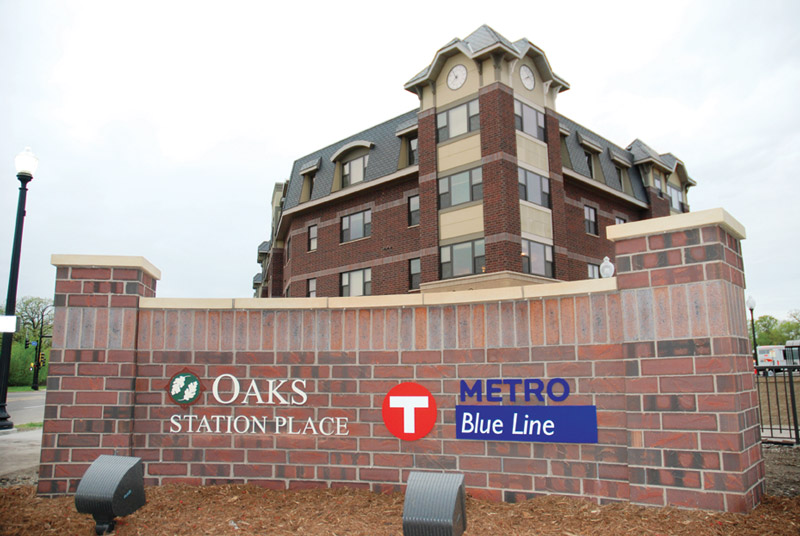 OAKS
STATION PLACE
T
METRO
Blue Line